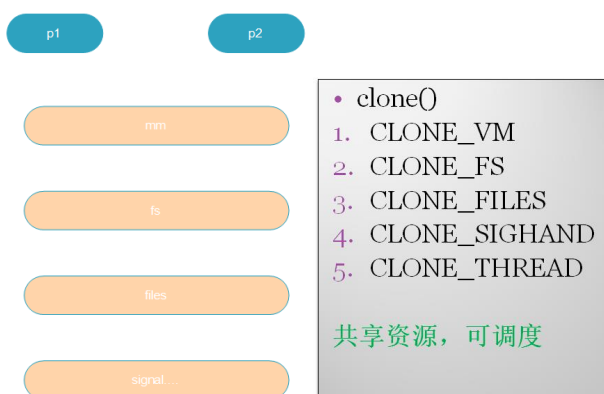 p1
p2
mm
fs
files
signal....
• clone()
1. CLONE_VM
2. CLONE_FS
3. CLONE_FILES
4. CLONE_SIGHAND
5. CLONE_THREAD
共享资源，可调度